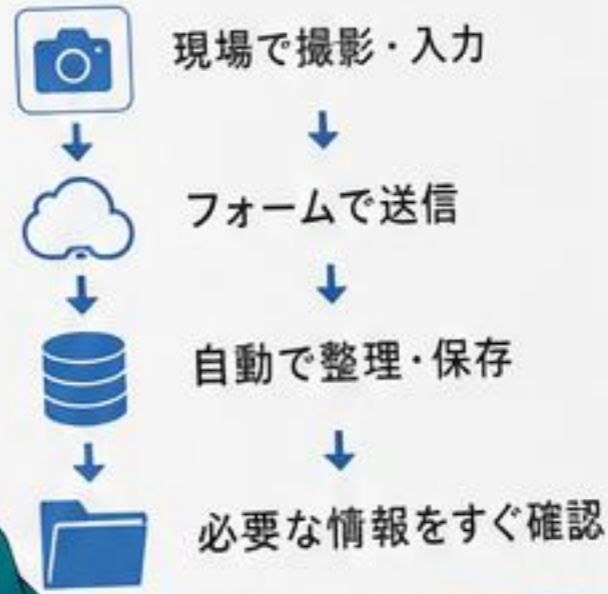 現場で撮影・入力
フォームで送信
自動で整理・保存
必要な情報をすぐ確認